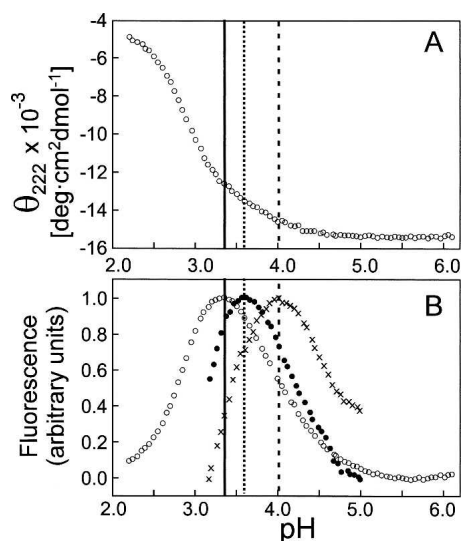 A
θ222 x 10-3
[deg·cm2dmol-1]
-4
-6
-8
-10
-12
-14
-16
2.0 3.0 4.0 5.0 6.0
B
Fluorescence
(arbitrary units)
1.0
0.8
0.6
0.4
0.2
0.0
2.0 3.0 4.0 5.0 6.0
pH